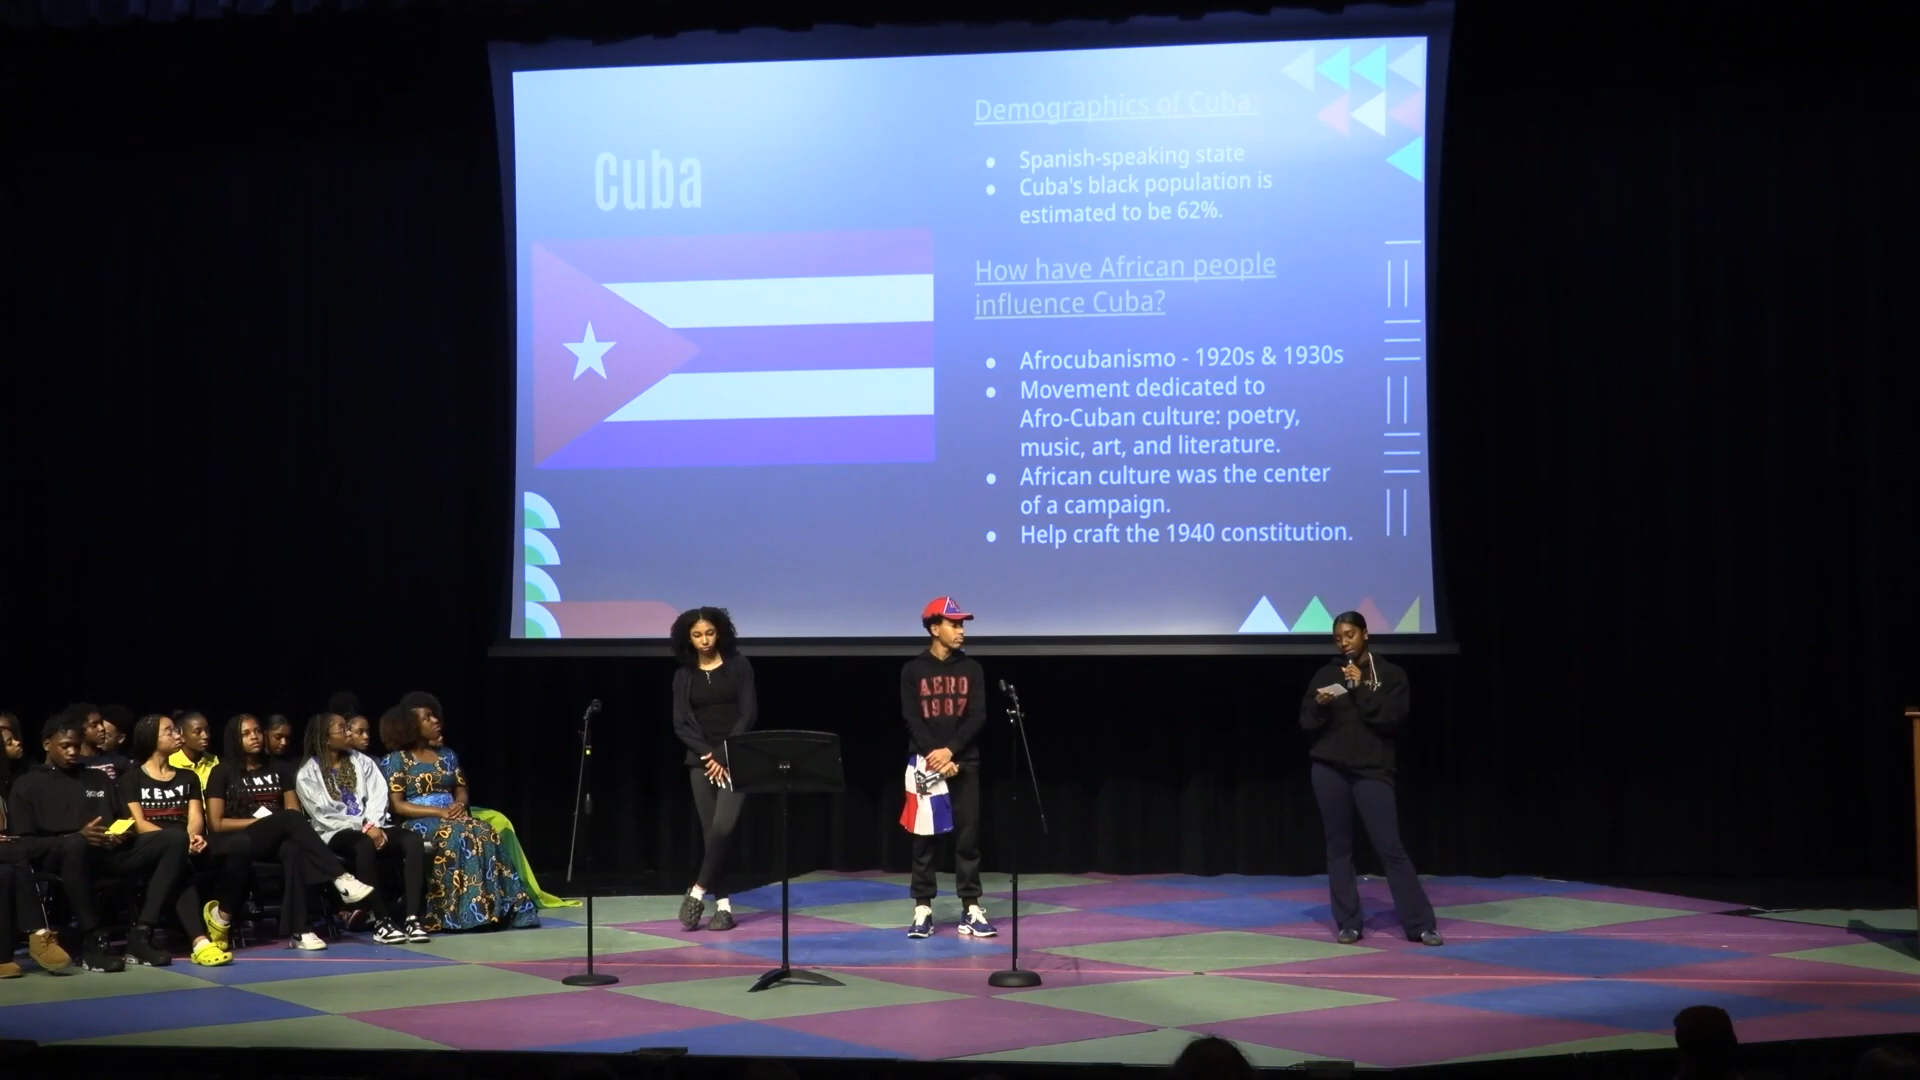 Cuba
Demographics of Cuba:
● Spanish-speaking state
● Cuba's black population is
estimated to be 62%.
How have African people
influence Cuba?
● Afrocubanismo - 1920s & 1930s
● Movement dedicated to
Afro-Cuban culture: poetry,
music, art, and literature.
● African culture was the center
of a campaign.
● Help craft the 1940 constitution.
AERO
1987
KENY